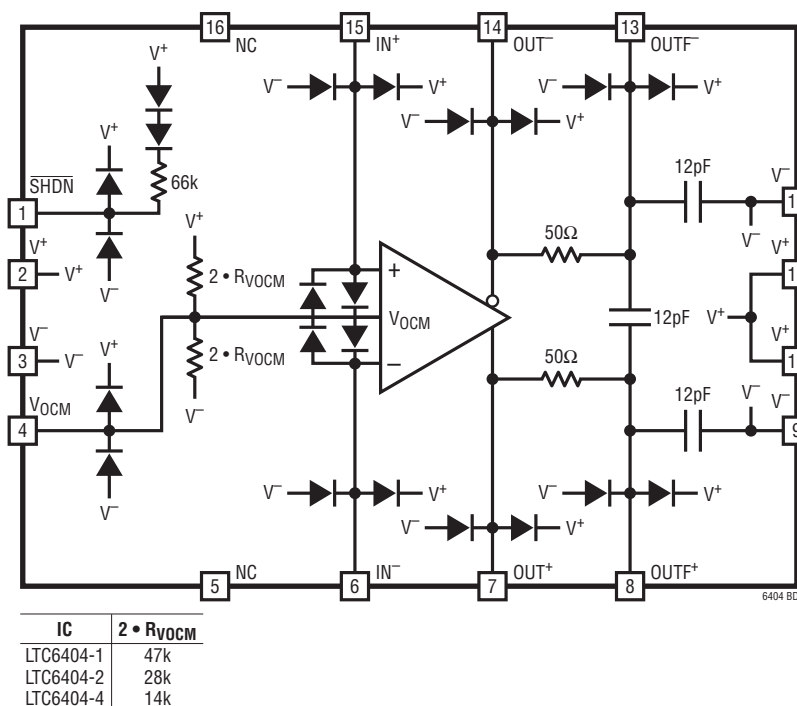 16 NC
15 IN⁺
14 OUT⁻
13 OUTF⁻
V⁺
V⁻ V⁺
V⁻ V⁺
V⁻ V⁺
V⁺
66k
SHDN
1
V⁻
12pF
V⁻
1
V⁻
V⁺
2 V⁺
V⁺
2 • RVOCM
50Ω
+
VOCM
−
12pF
V⁺
1
V⁺
V⁺
1
V⁻
3 V⁻
2 • RVOCM
V⁻
50Ω
V⁺
VOCM
4
V⁻
12pF
V⁻
V⁻
9
V⁻ V⁺
V⁻ V⁺
V⁻ V⁺
5 NC
6 IN⁻
7 OUT⁺
8 OUTF⁺
6404 BD
IC 2 • RVOCM
LTC6404-1 47k
LTC6404-2 28k
LTC6404-4 14k